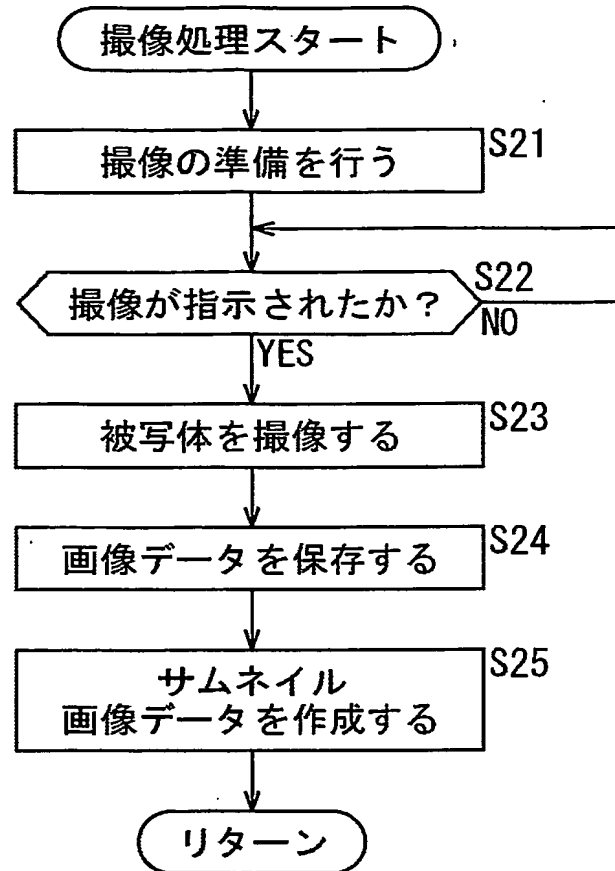 撮像処理スタート
撮像の準備を行う
S21
撮像が指示されたか?
S22
NO
YES
被写体を撮像する
S23
画像データを保存する
S24
サムネイル
画像データを作成する
S25
リターン